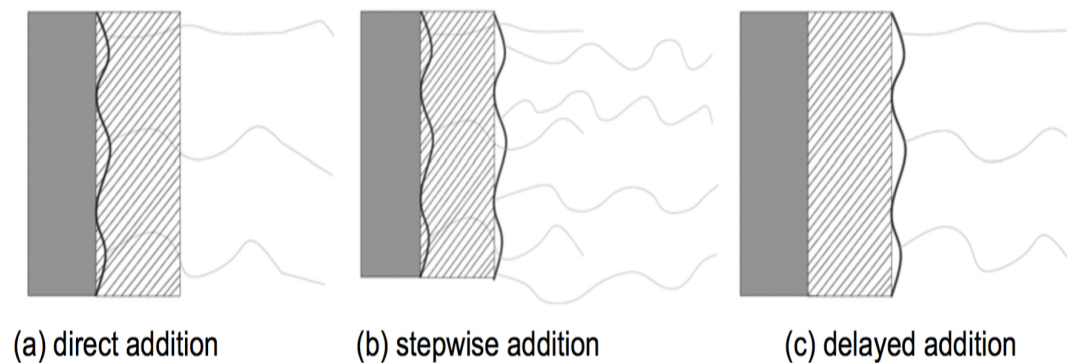 (a) direct addition
(b) stepwise addition
(c) delayed addition